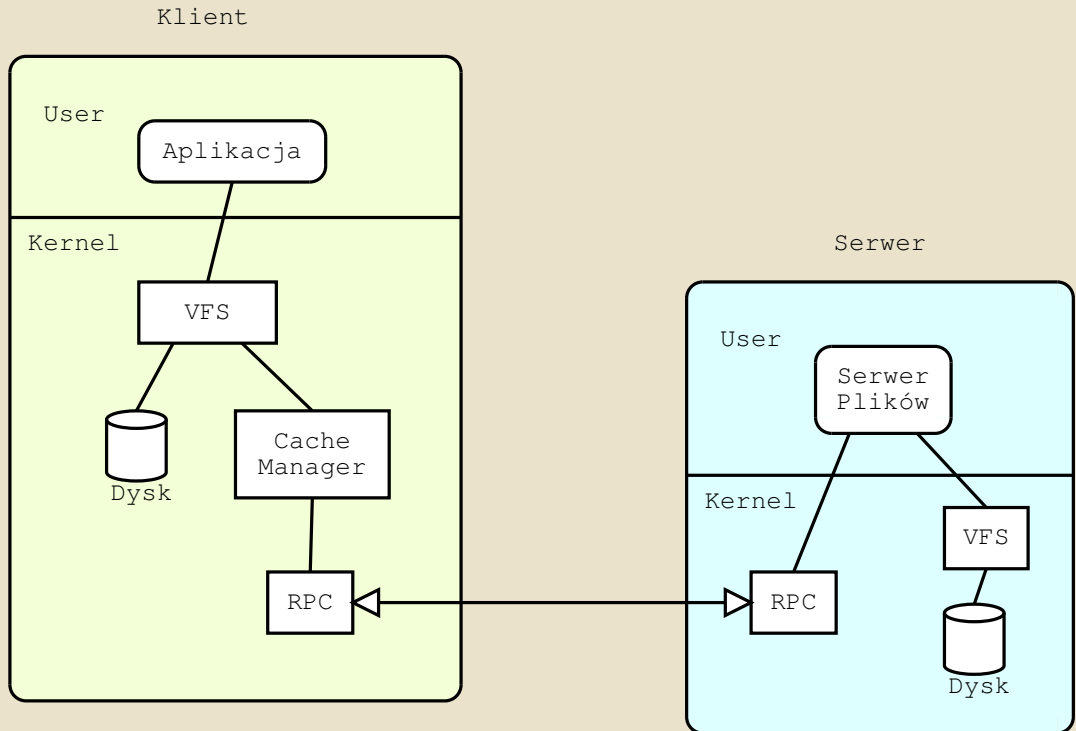 Klient
User
Aplikacja
Kernel
VFS
Dysk
Cache
Manager
RPC
Serwer
User
Serwer
Plików
Kernel
VFS
RPC
Dysk